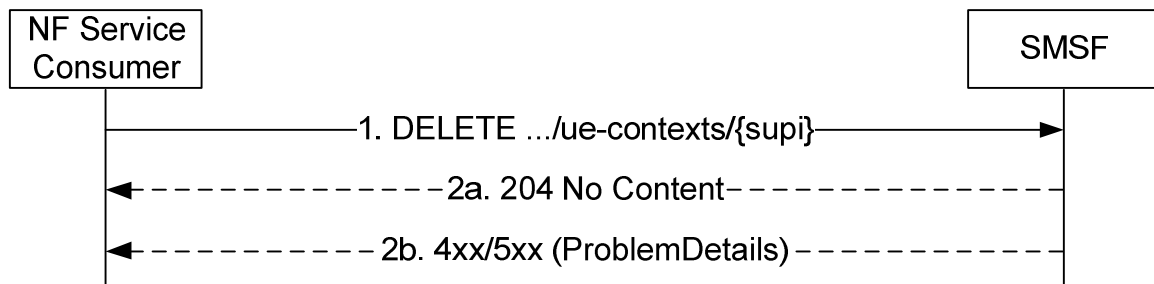 NF Service
Consumer
SMSF
1. DELETE .../ue-contexts/{supi}
2a. 204 No Content
2b. 4xx/5xx (ProblemDetails)